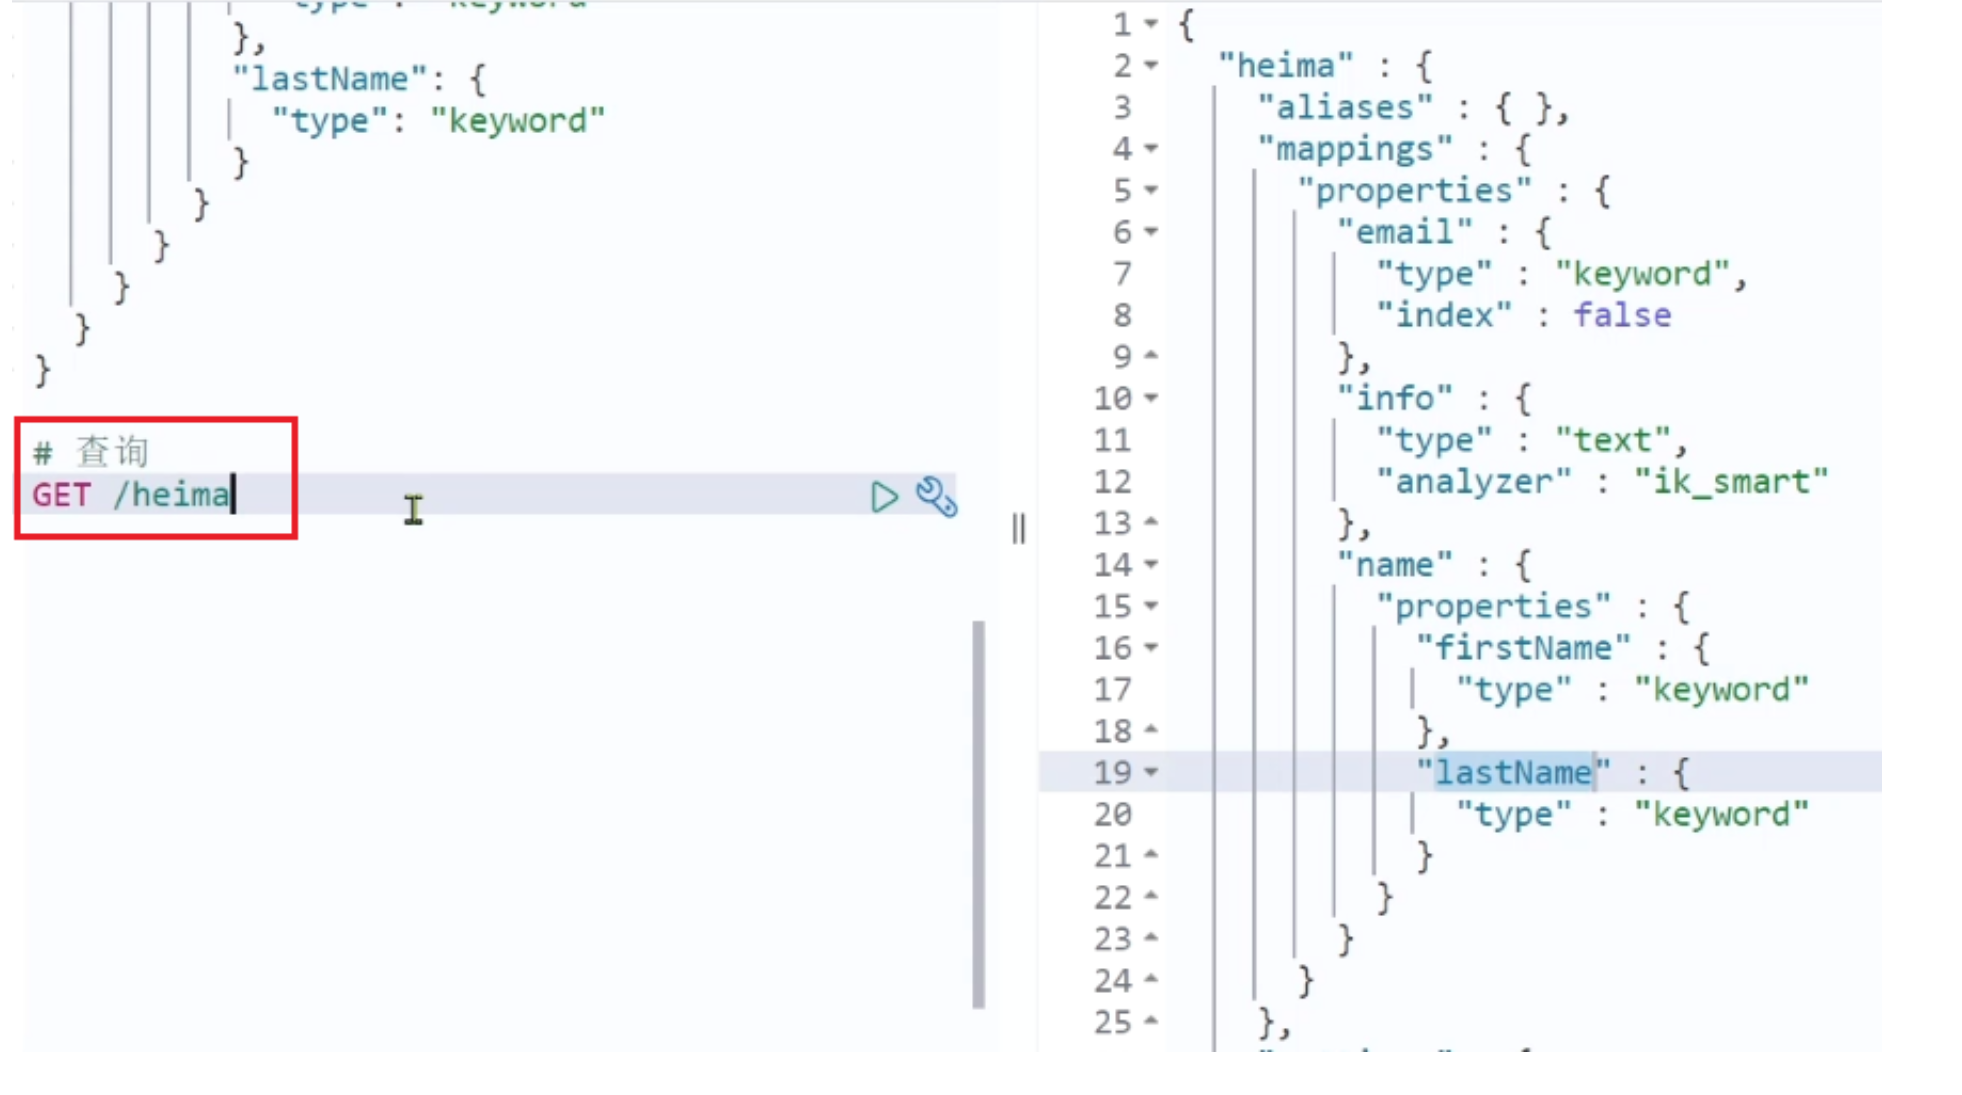 "type": "keyword"
},
"lastName": {
"type": "keyword"
}
}
}
}
}
}
# 查询
GET /heima
1 {
2 "heima" : {
3 "aliases" : { },
4 "mappings" : {
5 "properties" : {
6 "email" : {
7 "type" : "keyword",
8 "index" : false
9 },
10 "info" : {
11 "type" : "text",
12 "analyzer" : "ik_smart"
13 },
14 "name" : {
15 "properties" : {
16 "firstName" : {
17 "type" : "keyword"
18 },
19 "lastName" : {
20 "type" : "keyword"
21 }
22 }
23 }
24 }
25 },